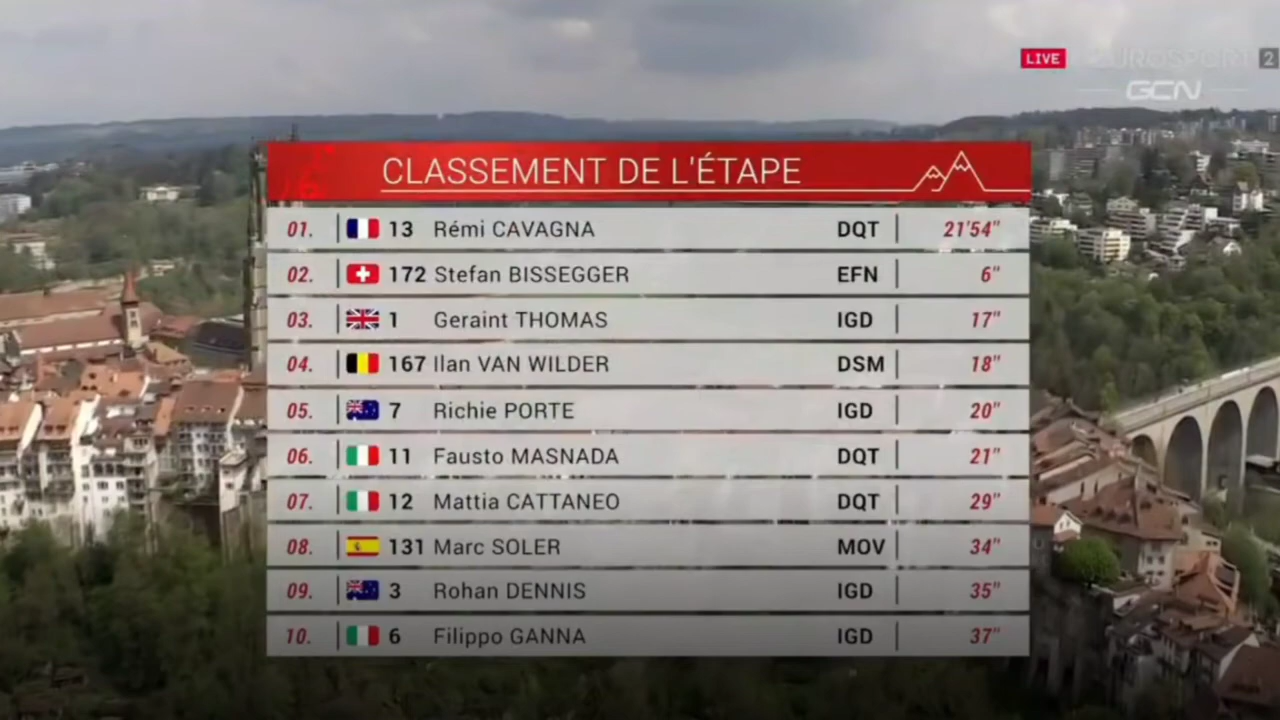 LIVE EUROSPORT 2
GCN
CLASSEMENT DE L'ÉTAPE
01. 13 Rémi CAVAGNA DQT 21'54"
02. 172 Stefan BISSEGGER EFN 6"
03. 1 Geraint THOMAS IGD 17"
04. 167 Ilan VAN WILDER DSM 18"
05. 7 Richie PORTE IGD 20"
06. 11 Fausto MASNADA DQT 21"
07. 12 Mattia CATTANEO DQT 29"
08. 131 Marc SOLER MOV 34"
09. 3 Rohan DENNIS IGD 35"
10. 6 Filippo GANNA IGD 37"